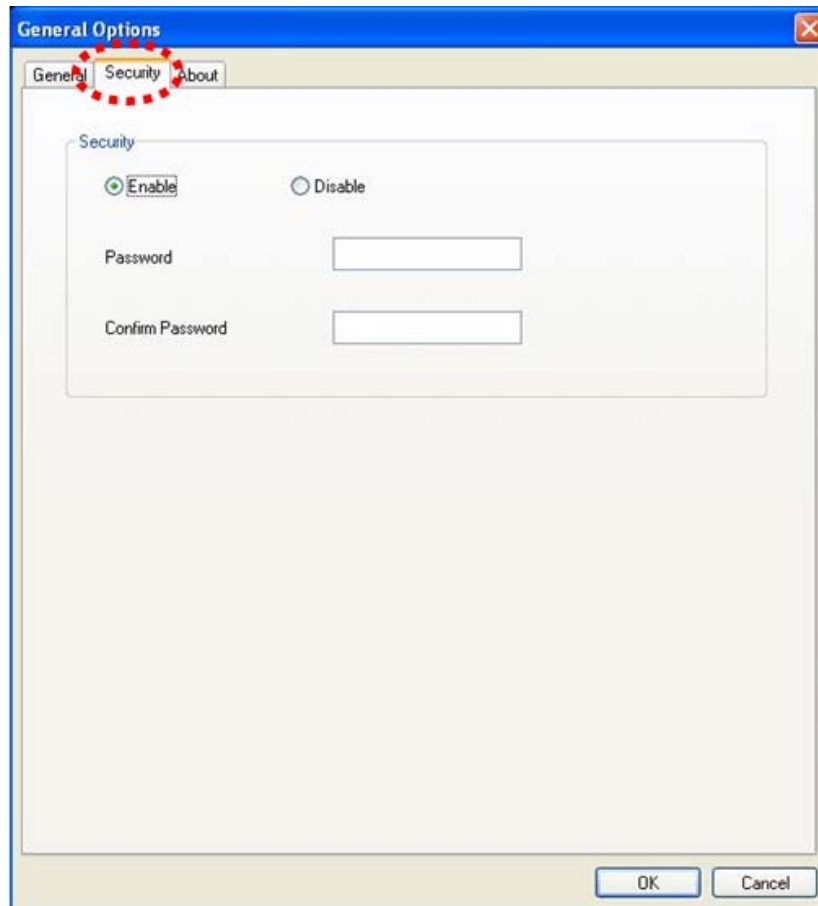 General Options
General Security About
Security
Enable Disable
Password
Confirm Password
OK Cancel